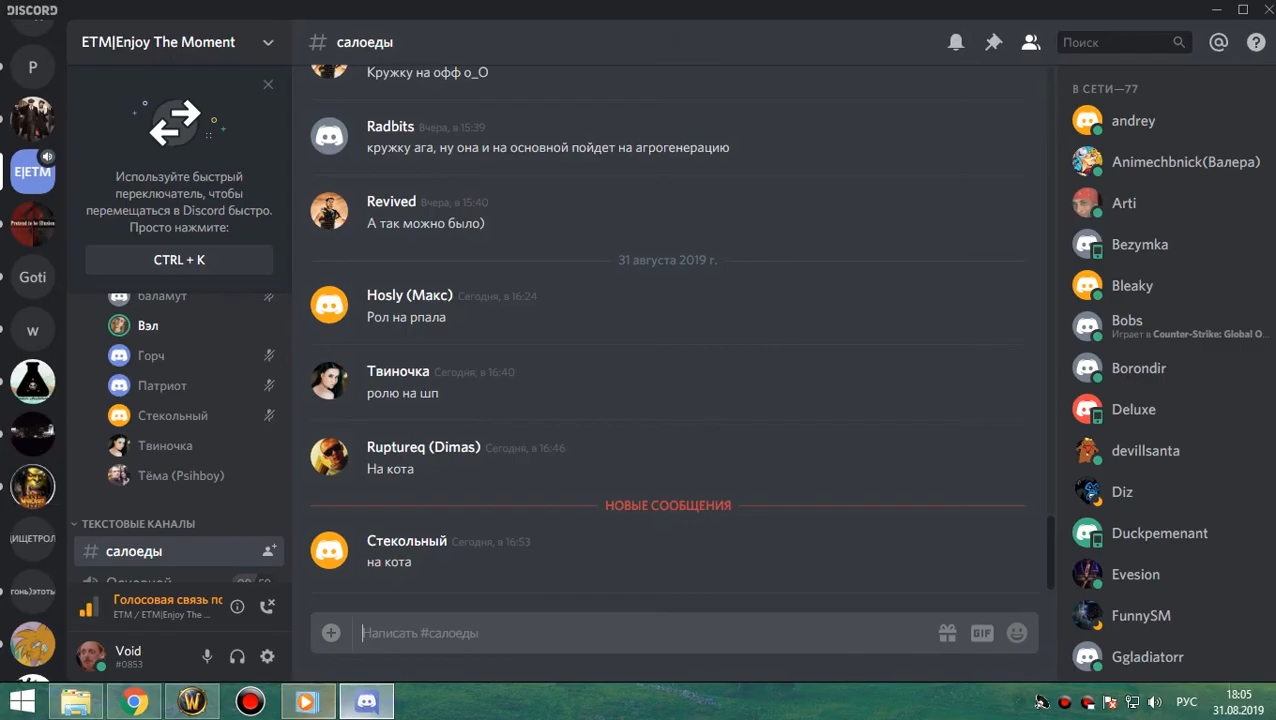 DISCORD
P
E|ETM
Goti
w
ИЩЕТРОЛ
гонь)этоты
ETM|Enjoy The Moment
Используйте быстрый
переключатель, чтобы
перемещаться в Discord быстро.
Просто нажмите:
CTRL + K
баламут
Вэл
Горч
Патриот
Стекольный
Твиночка
Тёма (Psihboy)
ТЕКСТОВЫЕ КАНАЛЫ
# салоеды
Основной
Голосовая связь по
ETM / ETM|Enjoy The ...
Void
#0853
# салоеды
Поиск
Кружку на офф о_О
Radbits Вчера, в 15:39
кружку ага, ну она и на основной пойдет на агрогенерацию
Revived Вчера, в 15:40
А так можно было)
31 августа 2019 г.
Hosly (Макс) Сегодня, в 16:24
Рол на рпала
Твиночка Сегодня, в 16:40
ролю на шп
Ruptureq (Dimas) Сегодня, в 16:46
На кота
НОВЫЕ СООБЩЕНИЯ
Стекольный Сегодня, в 16:53
на кота
Написать #салоеды
GIF
В СЕТИ—77
andrey
Animechbnick(Валера)
Arti
Bezymka
Bleaky
Bobs
Играет в Counter-Strike: Global O...
Borondir
Deluxe
devillsanta
Diz
Duckpemenant
Evesion
FunnySM
Ggladiatorr
РУС
18:05
31.08.2019